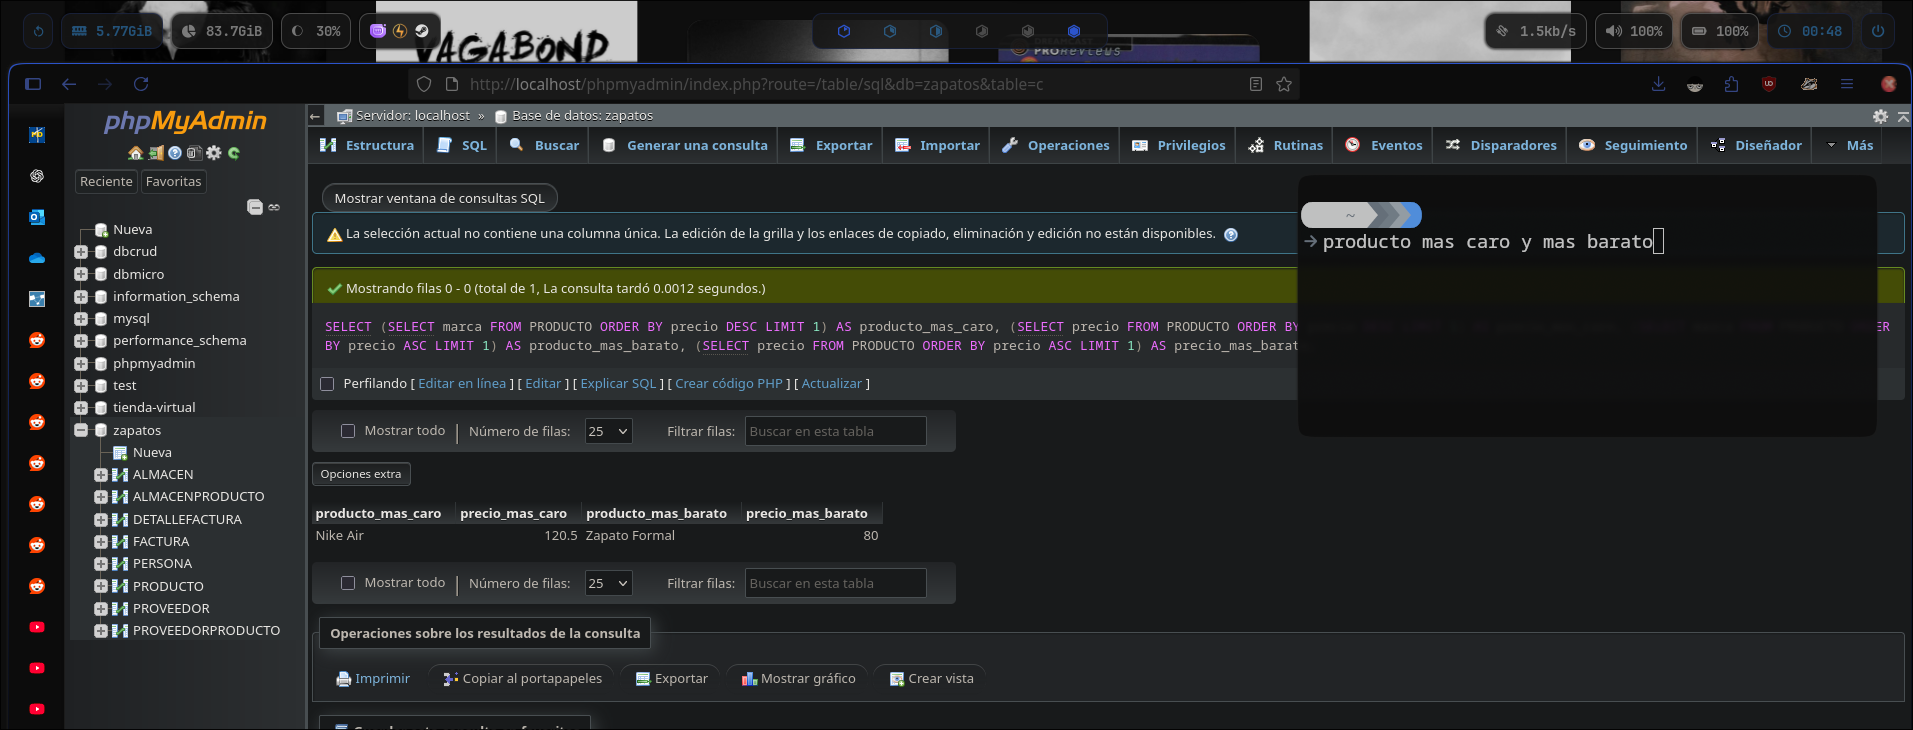 5.77GiB
83.7GiB
30%
VAGABOND
PRO
1.5kb/s
100%
100%
00:48
http://localhost/phpmyadmin/index.php?route=/table/sql&db=zapatos&table=c
phpMyAdmin
Reciente
Favoritas
Nueva
dbcrud
dbmicro
information_schema
mysql
performance_schema
phpmyadmin
test
tienda-virtual
zapatos
Nueva
ALMACEN
ALMACENPRODUCTO
DETALLEFACTURA
FACTURA
PERSONA
PRODUCTO
PROVEEDOR
PROVEEDORPRODUCTO
Servidor: localhost » Base de datos: zapatos
Estructura
SQL
Buscar
Generar una consulta
Exportar
Importar
Operaciones
Privilegios
Rutinas
Eventos
Disparadores
Seguimiento
Diseñador
Más
Mostrar ventana de consultas SQL
La selección actual no contiene una columna única. La edición de la grilla y los enlaces de copiado, eliminación y edición no están disponibles.
~
producto mas caro y mas barato
Mostrando filas 0 - 0 (total de 1, La consulta tardó 0.0012 segundos.)
SELECT (SELECT marca FROM PRODUCTO ORDER BY precio DESC LIMIT 1) AS producto_mas_caro, (SELECT precio FROM PRODUCTO ORDER BY
ER
BY precio ASC LIMIT 1) AS producto_mas_barato, (SELECT precio FROM PRODUCTO ORDER BY precio ASC LIMIT 1) AS precio_mas_barat
Perfilando [ Editar en línea ] [ Editar ] [ Explicar SQL ] [ Crear código PHP ] [ Actualizar ]
Mostrar todo | Número de filas: 25 Filtrar filas: Buscar en esta tabla
Opciones extra
producto_mas_caro precio_mas_caro producto_mas_barato precio_mas_barato
Nike Air 120.5 Zapato Formal 80
Mostrar todo | Número de filas: 25 Filtrar filas: Buscar en esta tabla
Operaciones sobre los resultados de la consulta
Imprimir
Copiar al portapapeles
Exportar
Mostrar gráfico
Crear vista